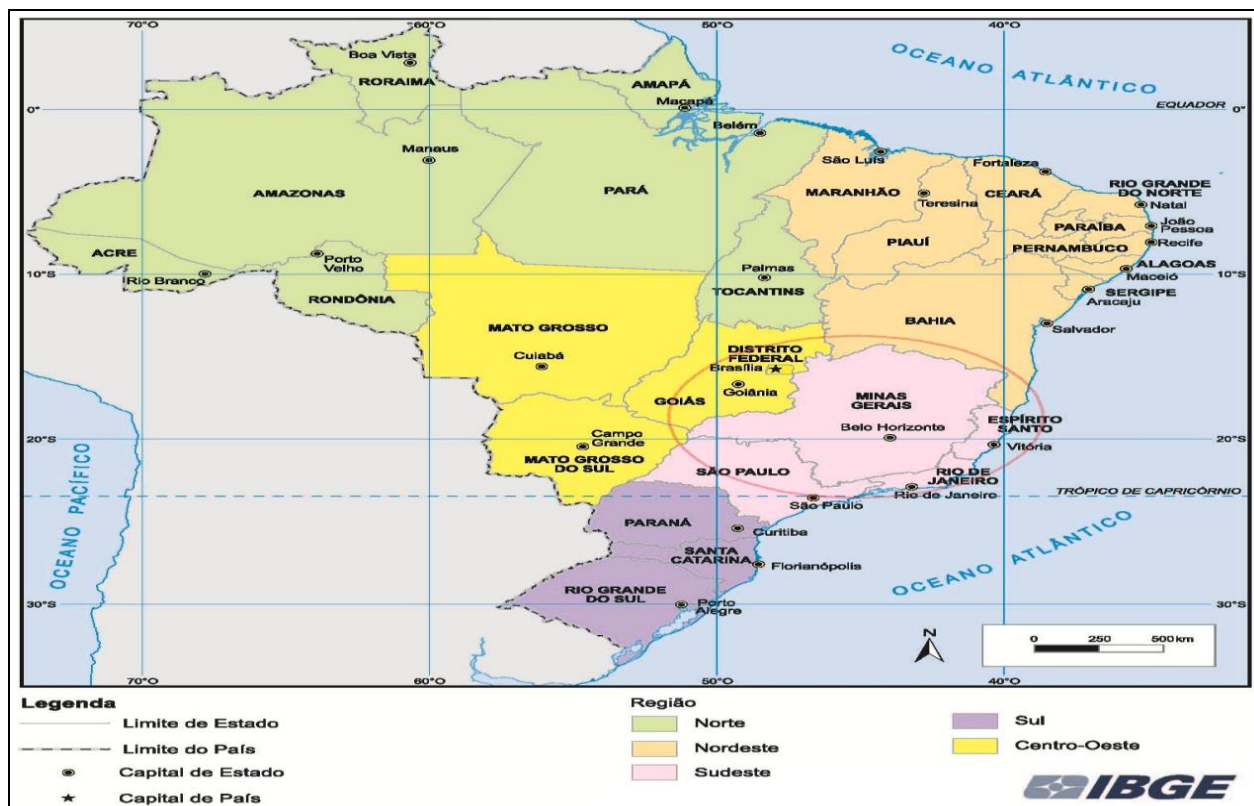 70°O
60°O
50°O
40°O
OCEANO ATLÂNTICO
Boa Vista
RORAIMA
AMAPÁ
Macapá
EQUADOR
0°
0°
Belém
Manaus
São Luís
Fortaleza
AMAZONAS
PARÁ
MARANHÃO
Teresina
CEARÁ
RIO GRANDE
DO NORTE
Natal
PARAÍBA
João
Pessoa
ACRE
PIAUÍ
PERNAMBUCO
Recife
Porto
Velho
Rio Branco
10°S
Palmas
ALAGOAS
Maceió
10°S
RONDÔNIA
TOCANTINS
SERGIPE
Aracaju
MATO GROSSO
BAHIA
Salvador
Cuiabá
DISTRITO
FEDERAL
Brasília
Goiânia
GOIÁS
MINAS
GERAIS
Belo Horizonte
ESPÍRITO
SANTO
Vitória
20°S
20°S
Campo
Grande
MATO GROSSO
DO SUL
SÃO PAULO
RIO DE
JANEIRO
Rio de Janeiro
São Paulo
TRÓPICO DE CAPRICÓRNIO
OCEANO PACÍFICO
PARANÁ
Curitiba
SANTA
CATARINA
Florianópolis
OCEANO ATLÂNTICO
RIO GRANDE
DO SUL
Porto
Alegre
30°S
30°S
N
0 250 500km
70°O
60°O
50°O
40°O
Legenda
Limite de Estado
Limite do País
Capital de Estado
Capital de País
Região
Norte
Nordeste
Sudeste
Sul
Centro-Oeste
IBGE